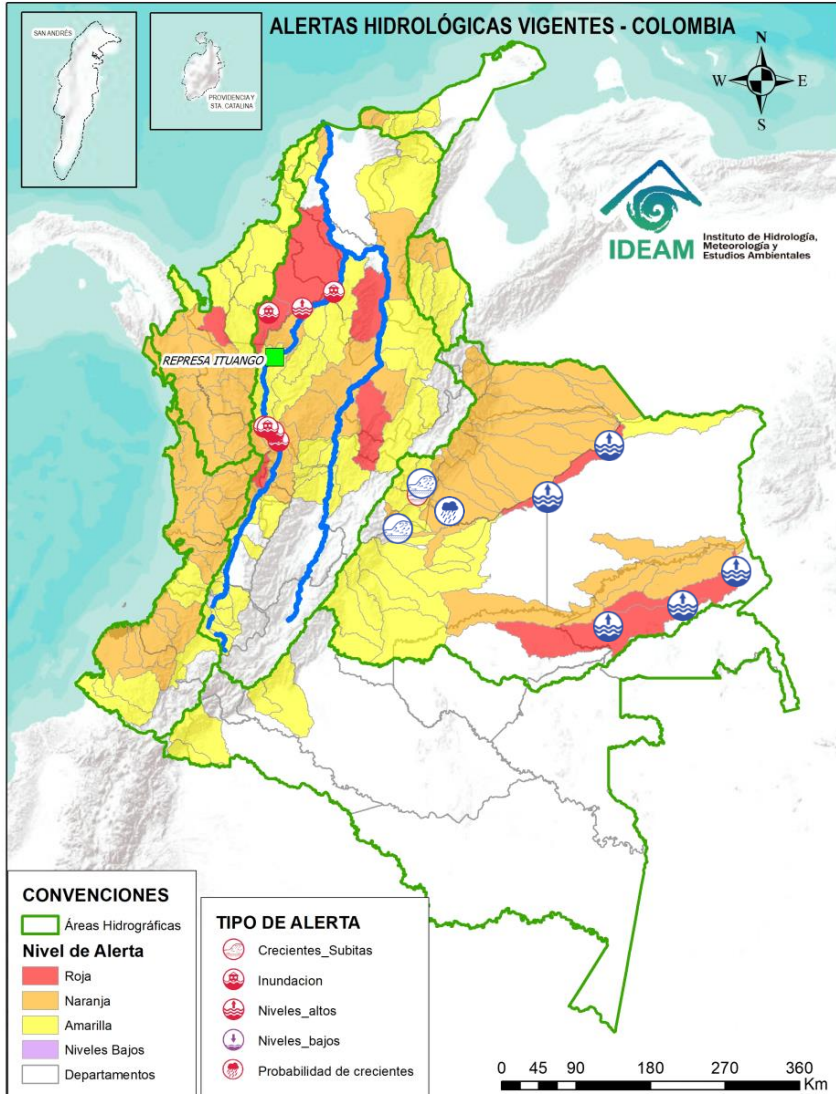 ALERTAS HIDROLÓGICAS VIGENTES - COLOMBIA
SAN ANDRÉS
PROVIDENCIA Y
STA. CATALINA
N
W
E
S
IDEAM
Instituto de Hidrología,
Meteorología y
Estudios Ambientales
REPRESA ITUANGO
CONVENCIONES
Áreas Hidrográficas
Nivel de Alerta
Roja
Naranja
Amarilla
Niveles Bajos
Departamentos
TIPO DE ALERTA
Crecientes_Subitas
Inundacion
Niveles_altos
Niveles_bajos
Probabilidad de crecientes
0 45 90 180 270 360
Km